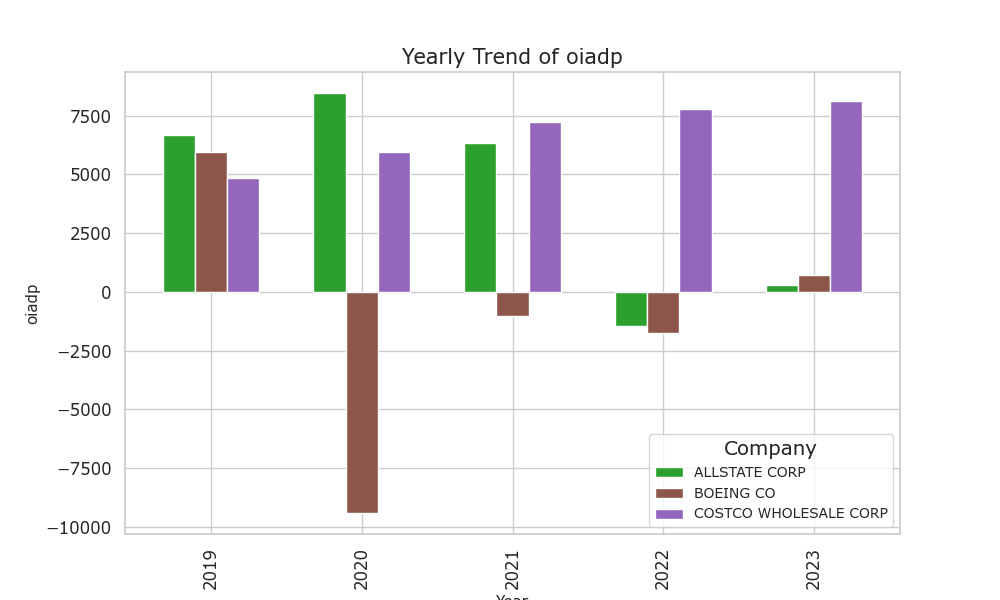 Yearly Trend of oiadp
7500
5000
2500
0
−2500
−5000
−7500
−10000
oiadp
Company
ALLSTATE CORP
BOEING CO
COSTCO WHOLESALE CORP
2019
2020
2021
2022
2023
Year